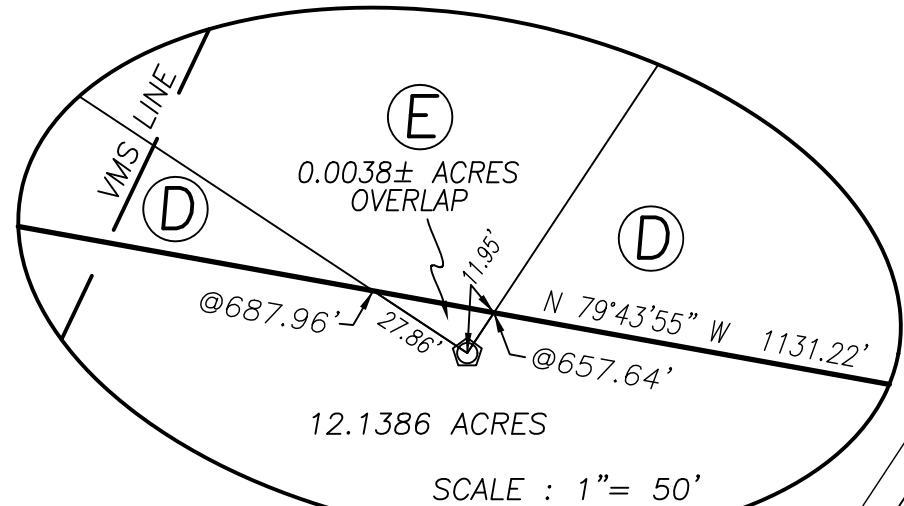 VMS LINE
E
0.0038± ACRES
OVERLAP
D
D
11.95'
@687.96'
27.86'
N 79°43'55" W 1131.22'
@657.64'
12.1386 ACRES
SCALE : 1"= 50'